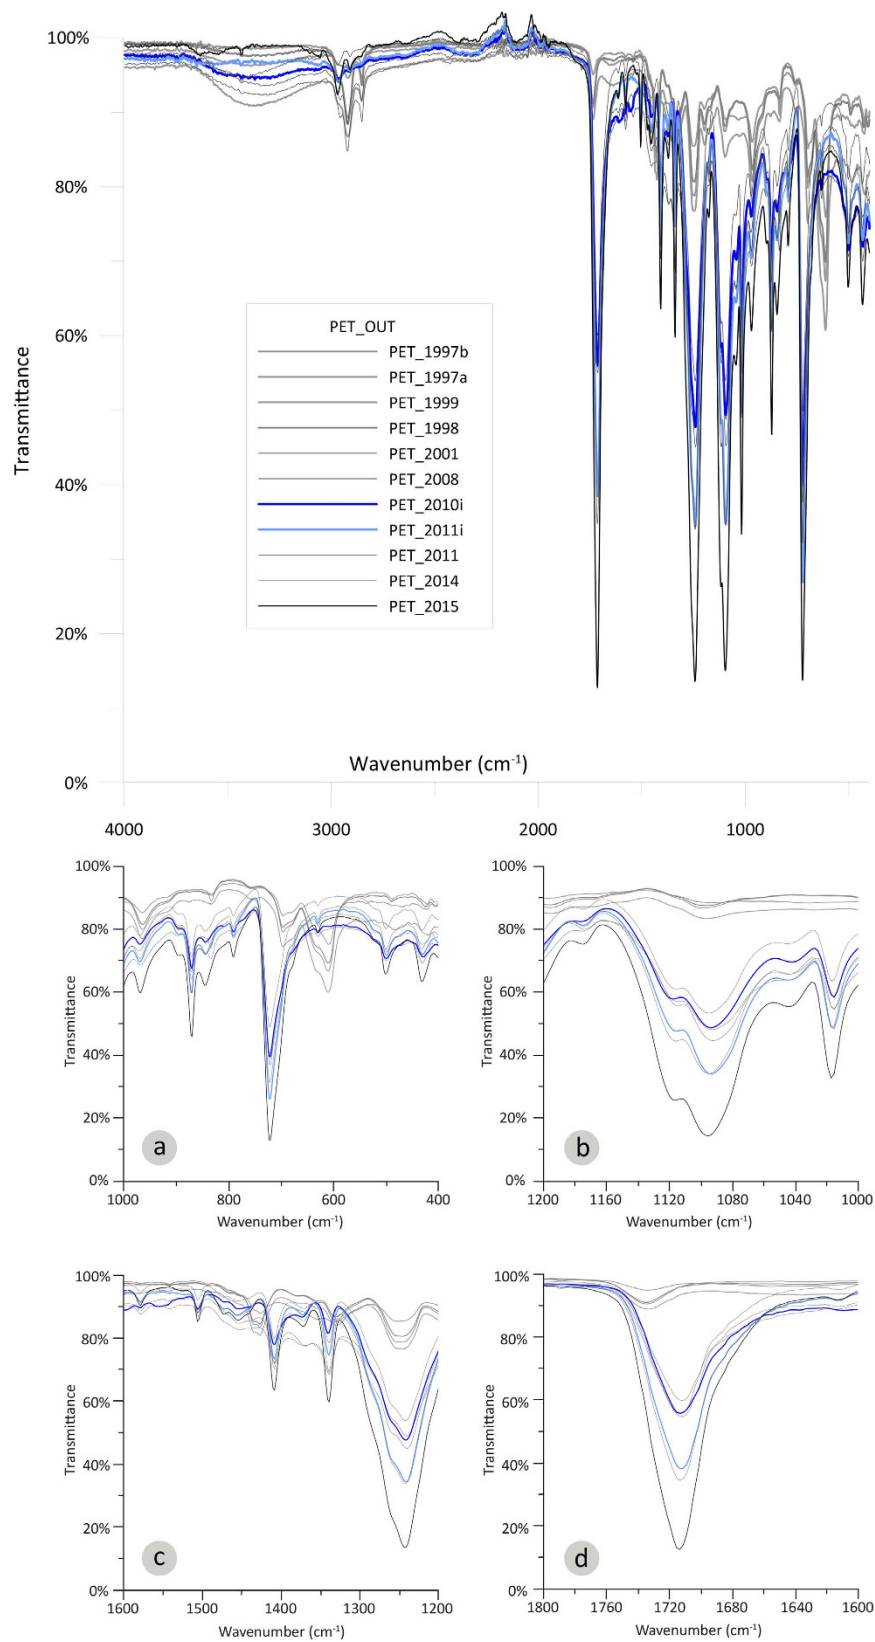 100%
80%
60%
40%
20%
0%
Transmittance
PET_OUT
PET_1997b
PET_1997a
PET_1999
PET_1998
PET_2001
PET_2008
PET_2010i
PET_2011i
PET_2011
PET_2014
PET_2015
Wavenumber (cm⁻¹)
4000 3000 2000 1000
100%
80%
60%
40%
20%
0%
Transmittance
a
1000 800 600 400
Wavenumber (cm⁻¹)
100%
80%
60%
40%
20%
0%
Transmittance
b
1200 1160 1120 1080 1040 1000
Wavenumber (cm⁻¹)
100%
80%
60%
40%
20%
0%
Transmittance
c
1600 1500 1400 1300 1200
Wavenumber (cm⁻¹)
100%
80%
60%
40%
20%
0%
Transmittance
d
1800 1760 1720 1680 1640 1600
Wavenumber (cm⁻¹)